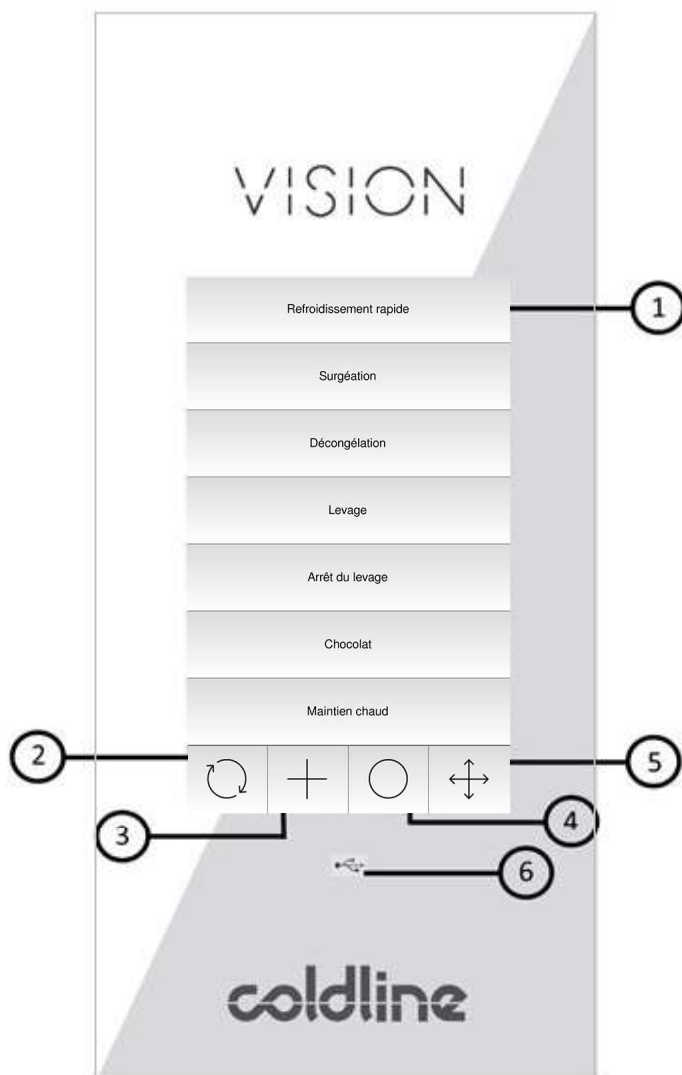 VISION
Refroidissement rapide
1
Surgéation
Décongélation
Levage
Arrêt du levage
Chocolat
Maintien chaud
2
5
3
4
6
coldline